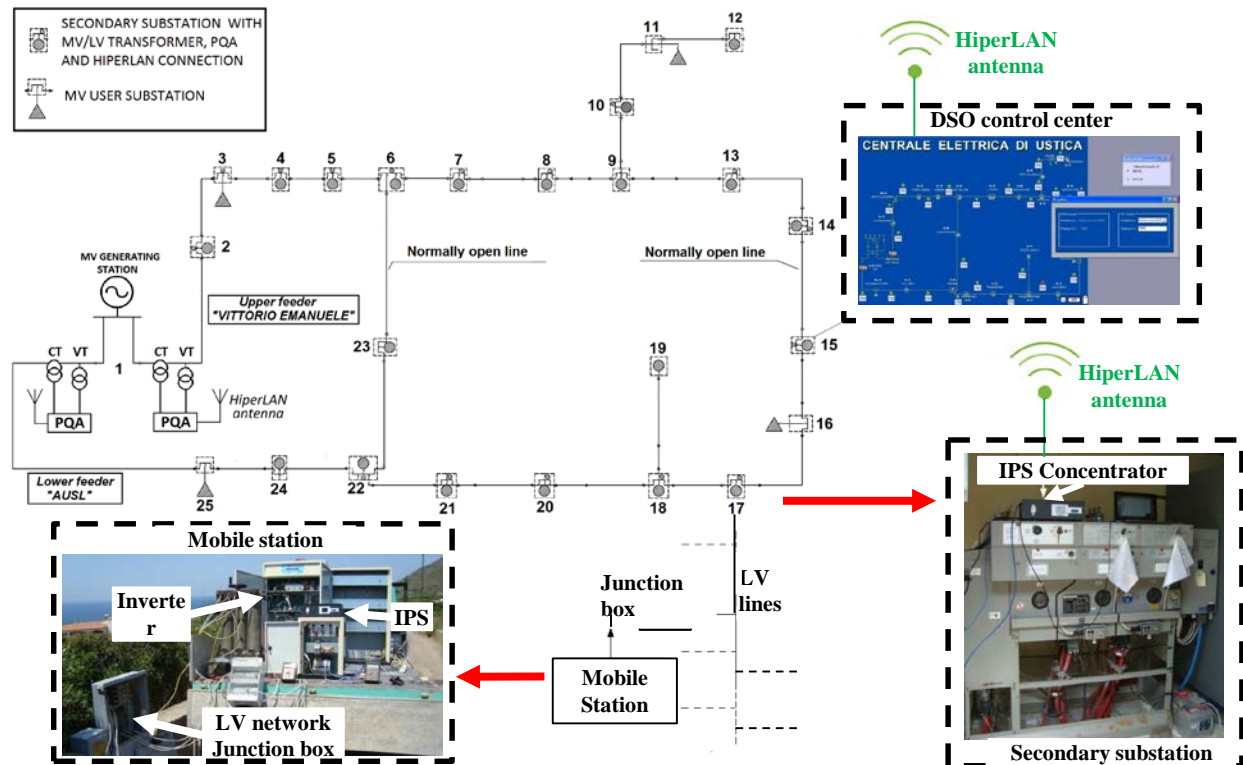 SECONDARY SUBSTATION WITH
MV/LV TRANSFORMER, PQA
AND HIPERLAN CONNECTION
MV USER SUBSTATION
11
12
10
3
4
5
6
7
8
9
13
2
14
MV GENERATING
STATION
Normally open line
Normally open line
Upper feeder
"VITTORIO EMANUELE"
CT
VT
1
CT
VT
23
19
15
PQA
PQA
HiperLAN
antenna
16
Lower feeder
"AUSL"
25
24
22
21
20
18
17
HiperLAN
antenna
DSO control center
CENTRALE ELETTRICA DI USTICA
HiperLAN
antenna
IPS Concentrator
Secondary substation
Mobile station
Inverte
r
IPS
LV network
Junction box
Junction
box
LV
lines
Mobile
Station